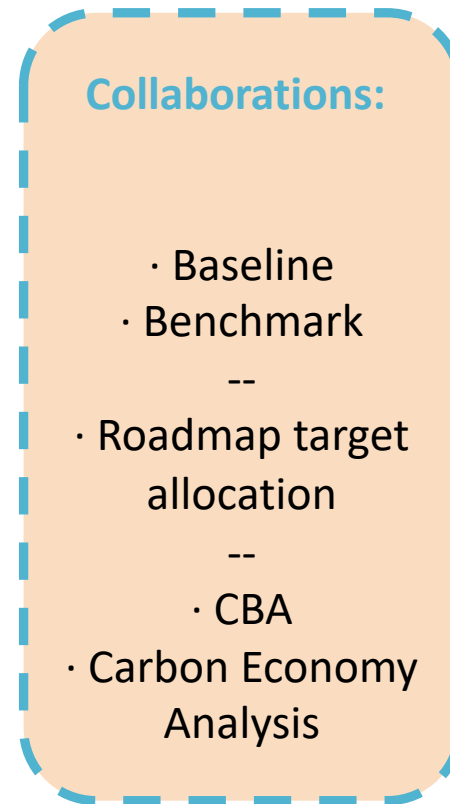 Collaborations:
· Baseline
· Benchmark
--
· Roadmap target
allocation
--
· CBA
· Carbon Economy
Analysis